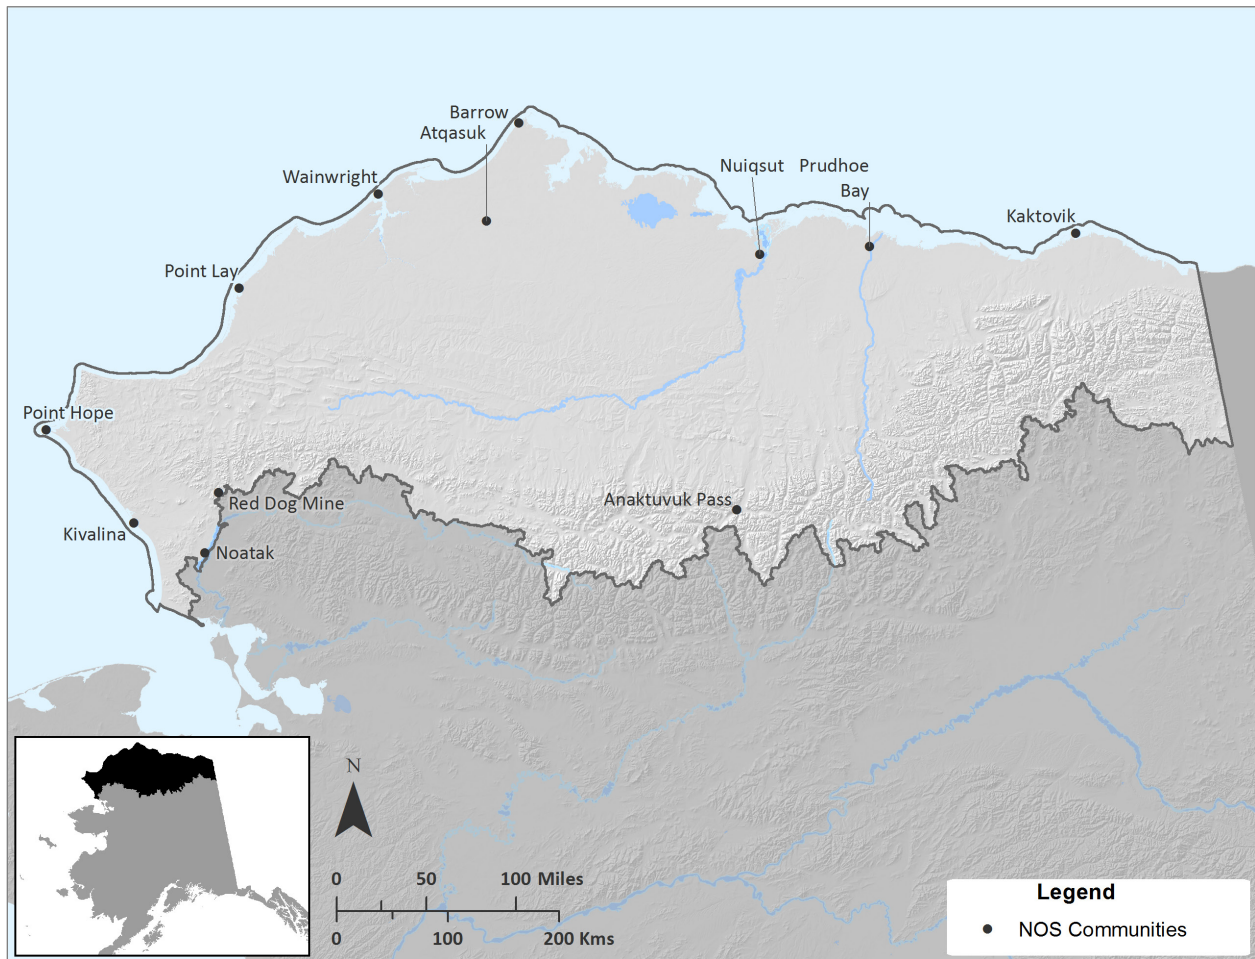 Barrow
Atqasuk
Wainwright
Nuiqsut
Prudhoe
Bay
Kaktovik
Point Lay
Point Hope
Red Dog Mine
Anaktuvuk Pass
Kivalina
Noatak
N
0 50 100 Miles
0 100 200 Kms
Legend
NOS Communities